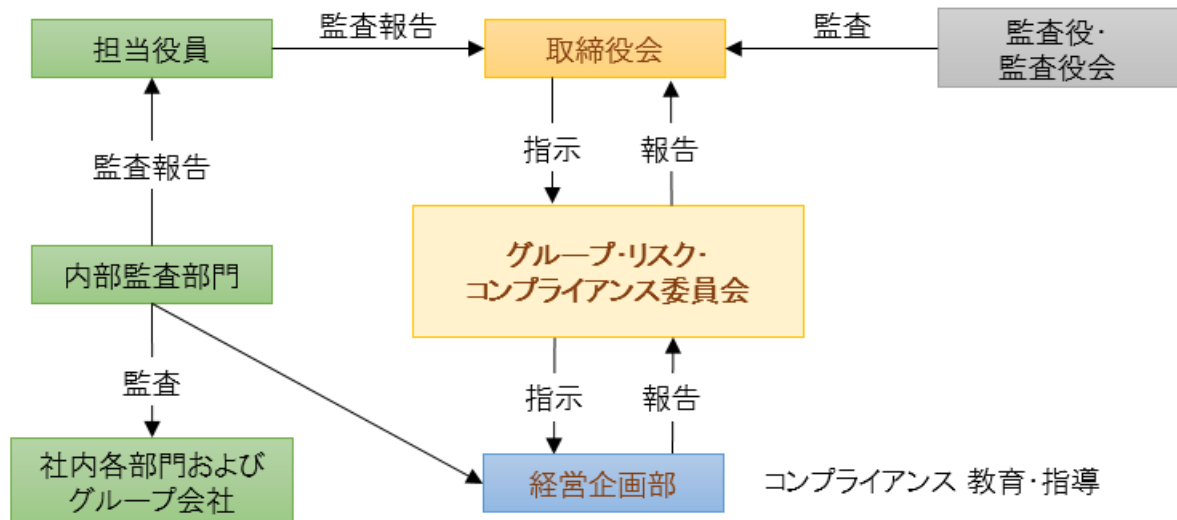 担当役員
監査報告
取締役会
監査
監査役・
監査役会
監査報告
指示
報告
内部監査部門
グループ・リスク・
コンプライアンス委員会
監査
指示
報告
社内各部門および
グループ会社
経営企画部
コンプライアンス 教育・指導